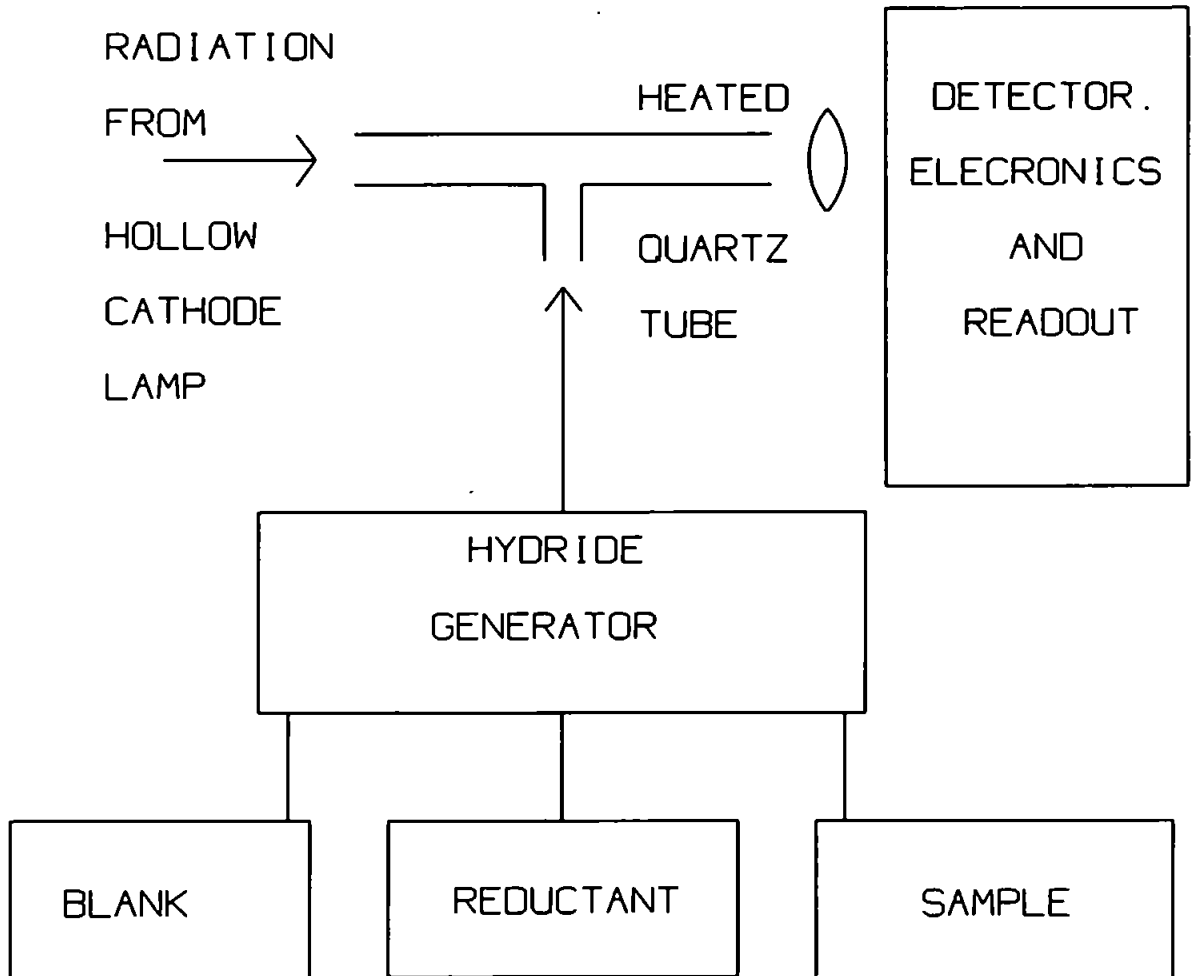 RADIATION
FROM
HOLLOW
CATHODE
LAMP
HEATED
QUARTZ
TUBE
DETECTOR.
ELECRONICS
AND
READOUT
HYDRIDE
GENERATOR
BLANK
REDUCTANT
SAMPLE